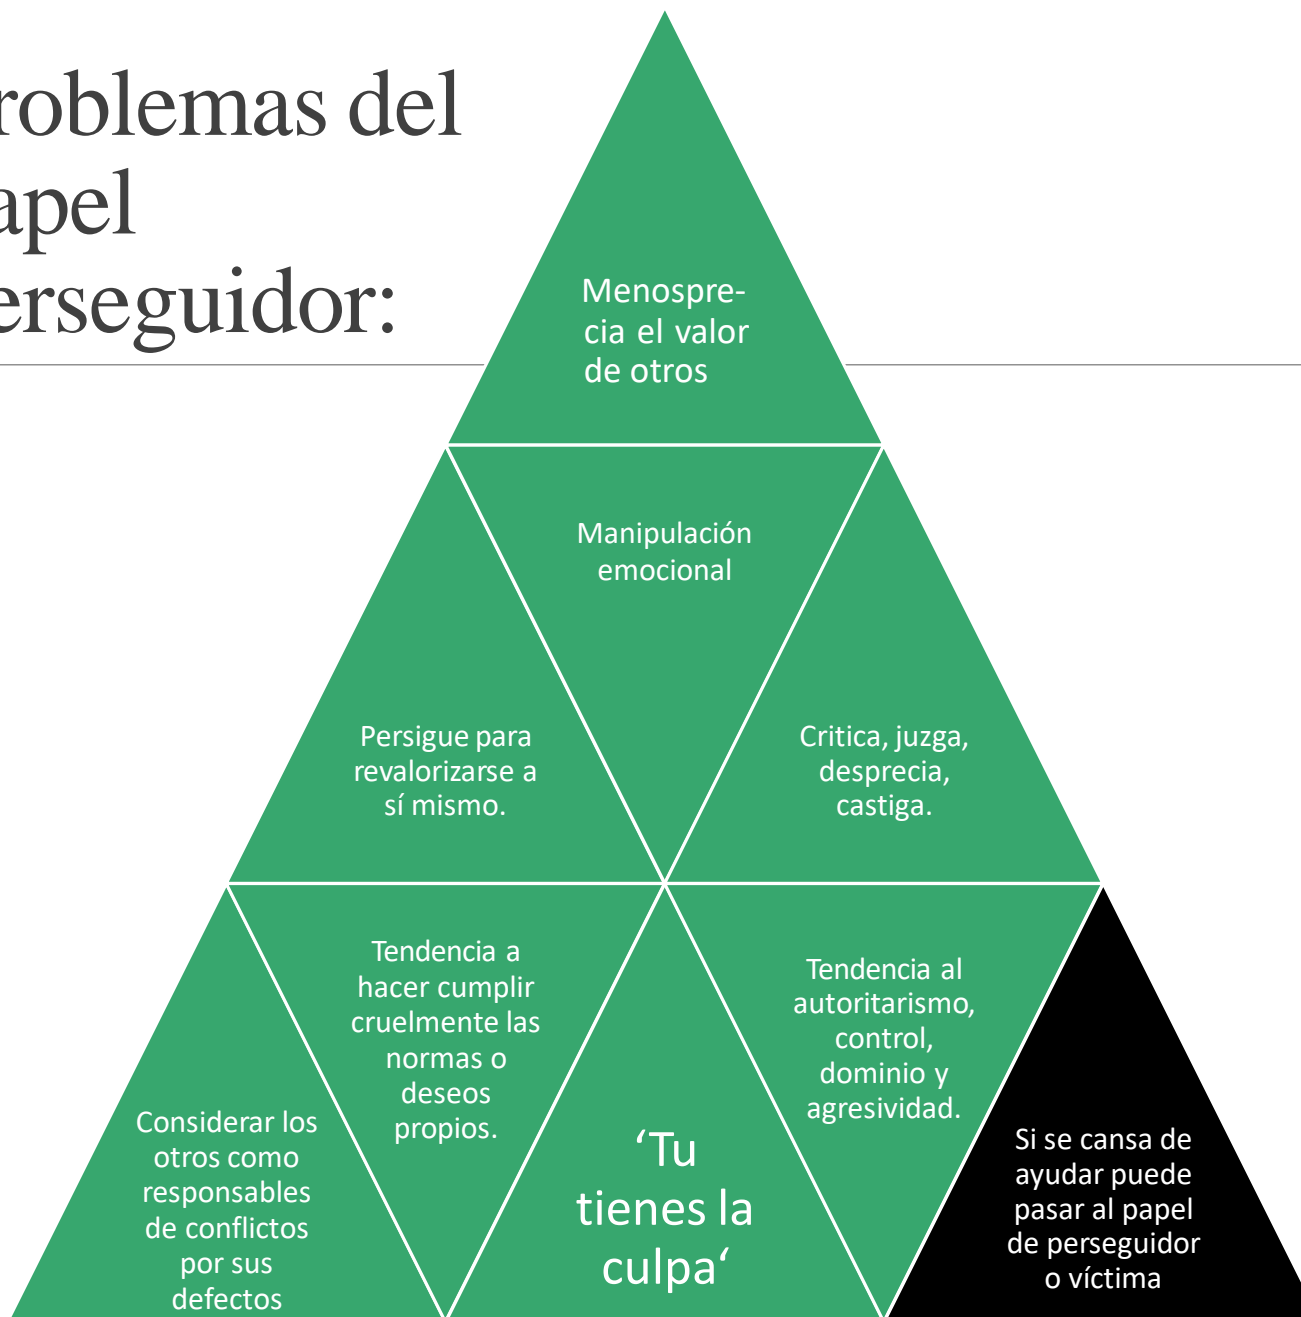 roblemas del
apel
erseguidor:
Menospre-
cia el valor
de otros
Manipulación
emocional
Persigue para
revalorizarse a
sí mismo.
Critica, juzga,
desprecia,
castiga.
Considerar los
otros como
responsables
de conflictos
por sus
defectos
Tendencia a
hacer cumplir
cruelmente las
normas o
deseos
propios.
‘Tu
tienes la
culpa‘
Tendencia al
autoritarismo,
control,
dominio y
agresividad.
Si se cansa de
ayudar puede
pasar al papel
de perseguidor
o víctima